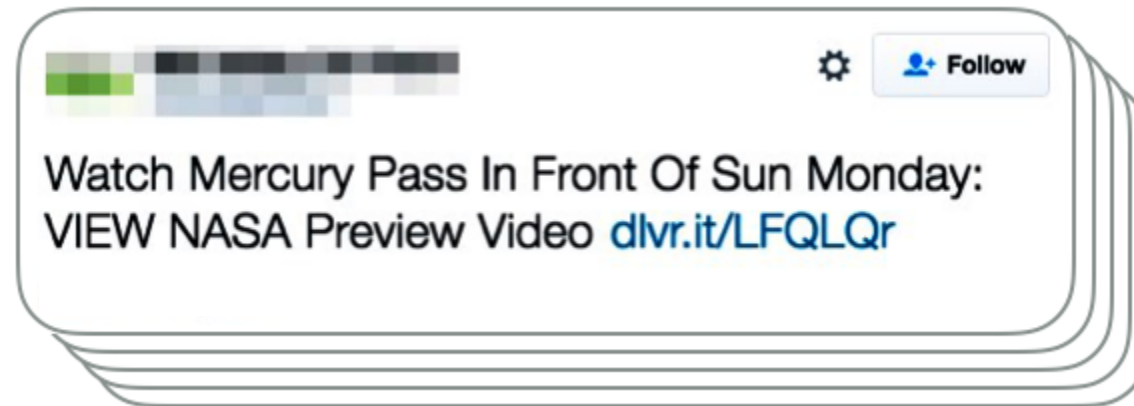 Follow
Watch Mercury Pass In Front Of Sun Monday:
VIEW NASA Preview Video dlvr.it/LFQLQr